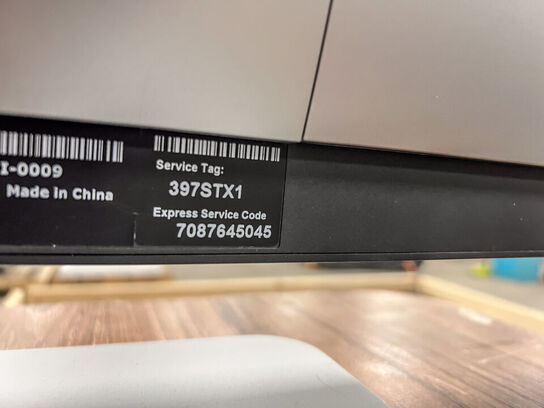 I-0009
Made in China
Service Tag:
397STX1
Express Service Code
7087645045